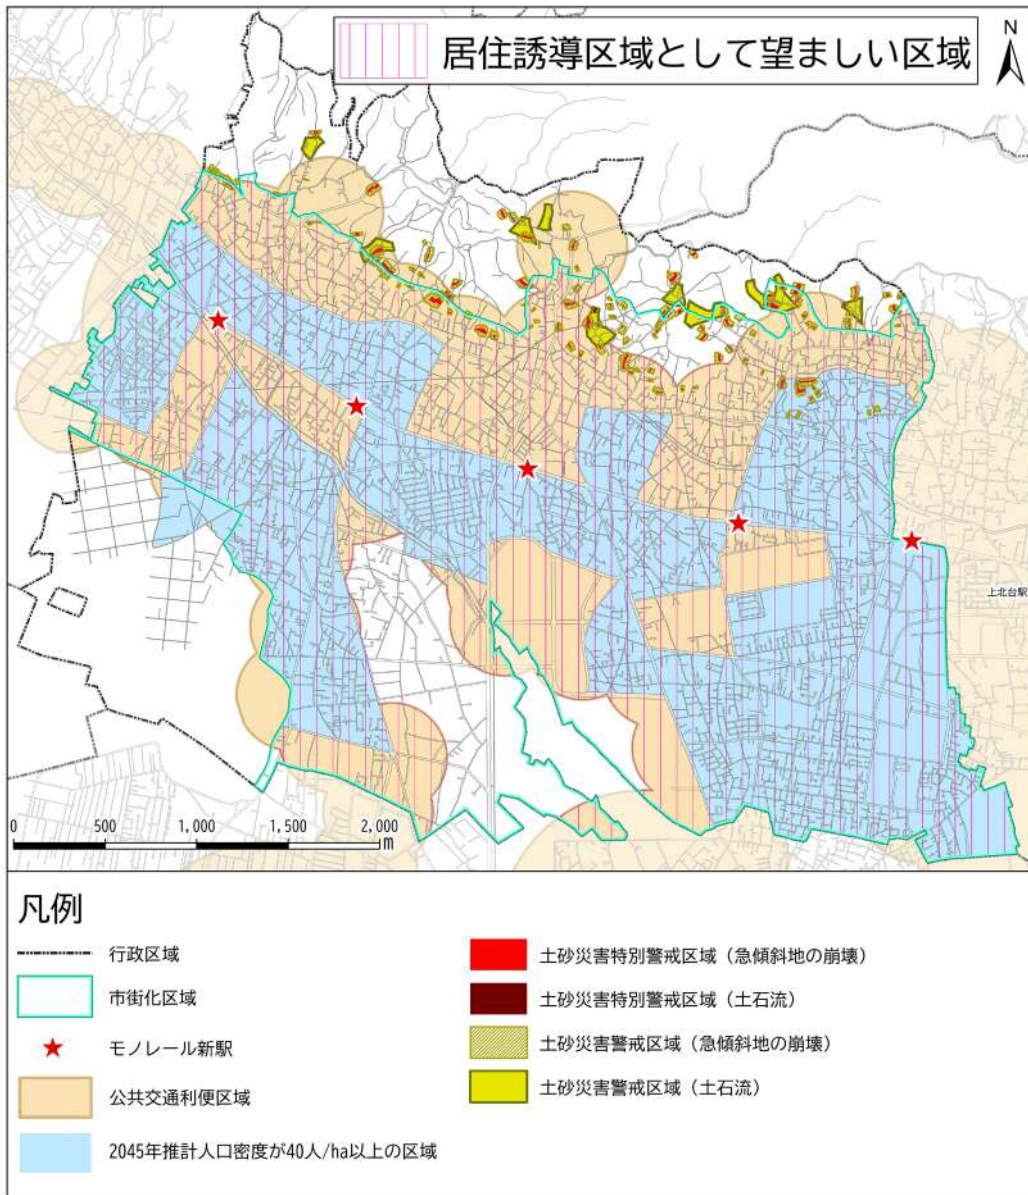 居住誘導区域として望ましい区域
N
上北台駅
0 500 1,000 1,500 2,000
m
凡例
行政区域
市街化区域
モノレール新駅
公共交通利便区域
2045年推計人口密度が40人/ha以上の区域
土砂災害特別警戒区域（急傾斜地の崩壊）
土砂災害特別警戒区域（土石流）
土砂災害警戒区域（急傾斜地の崩壊）
土砂災害警戒区域（土石流）